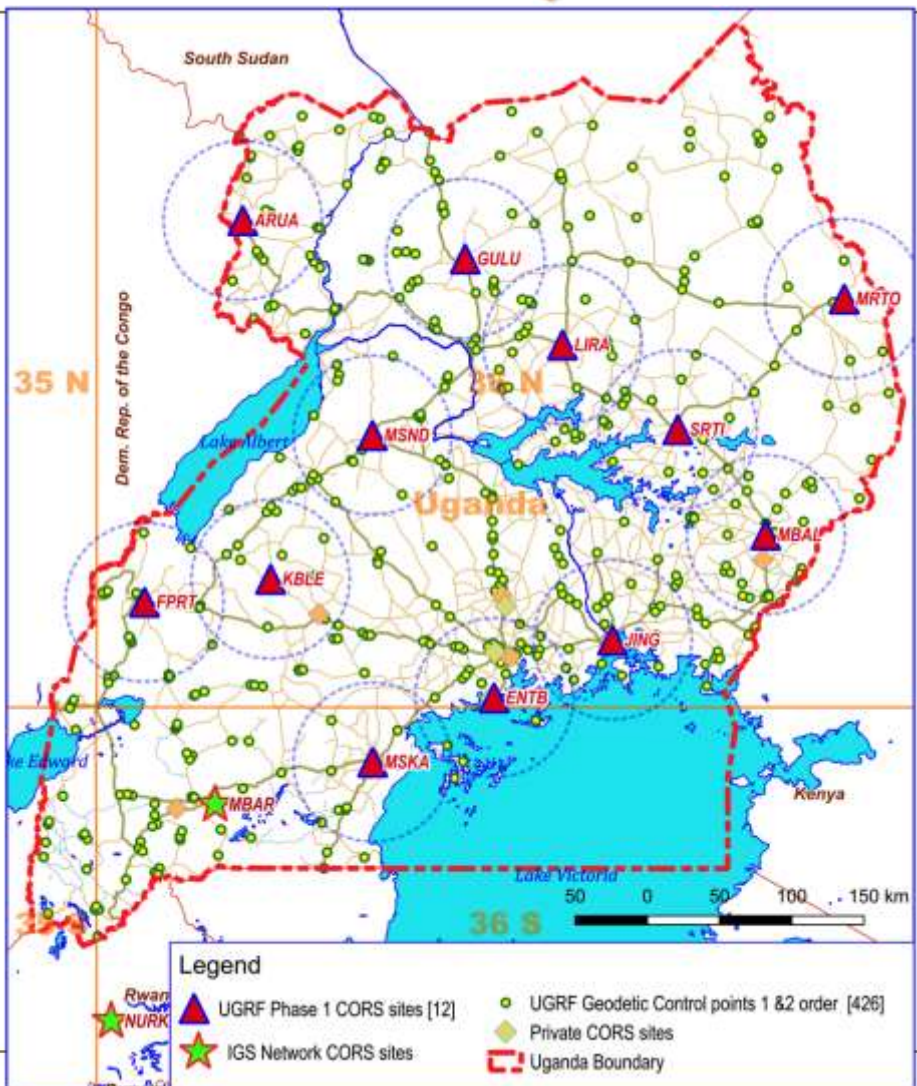 South Sudan
ARUA
GULU
MRTO
LIRA
Dem. Rep. of the Congo
35 N
36 N
SRTI
MSND
Lake Albert
Uganda
MBAL
KBLE
FPRT
JING
ENTB
MSKA
ke Edward
MBAR
Kenya
Lake Victoria
50 0 50 100 150 km
36 S
Legend
Rwan
NURK
UGRF Phase 1 CORS sites [12]
IGS Network CORS sites
UGRF Geodetic Control points 1 &2 order [426]
Private CORS sites
Uganda Boundary